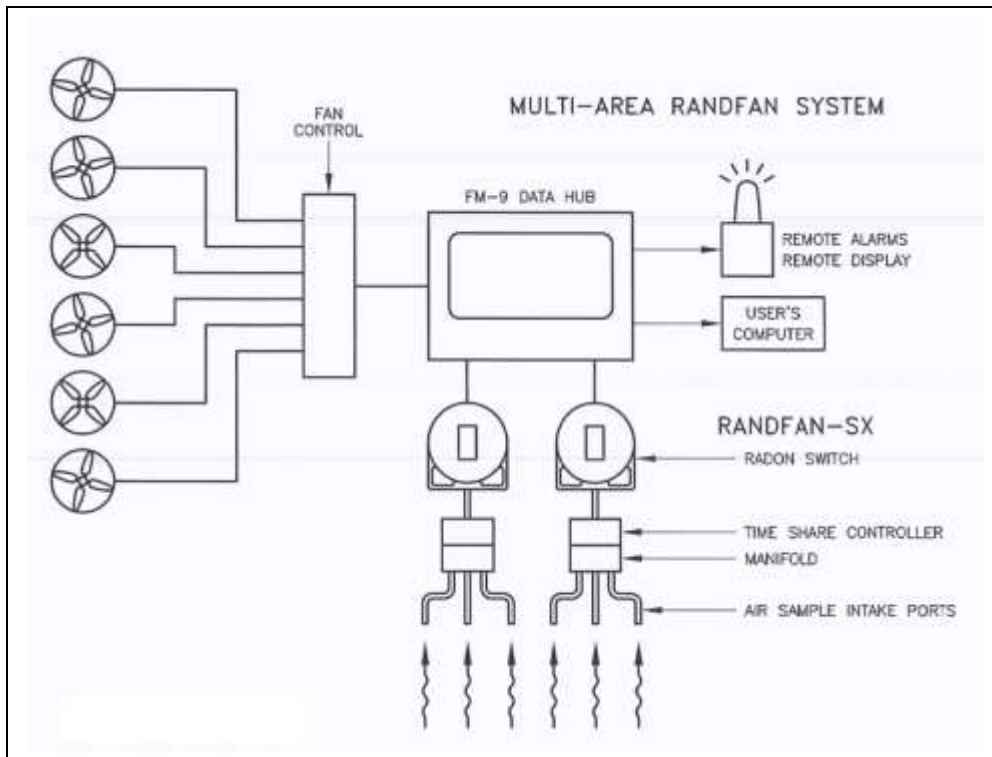 MULTI-AREA RANDFAN SYSTEM
FAN
CONTROL
FM-9 DATA HUB
REMOTE ALARMS
REMOTE DISPLAY
USER'S
COMPUTER
RANDFAN-SX
RADON SWITCH
TIME SHARE CONTROLLER
MANIFOLD
AIR SAMPLE INTAKE PORTS